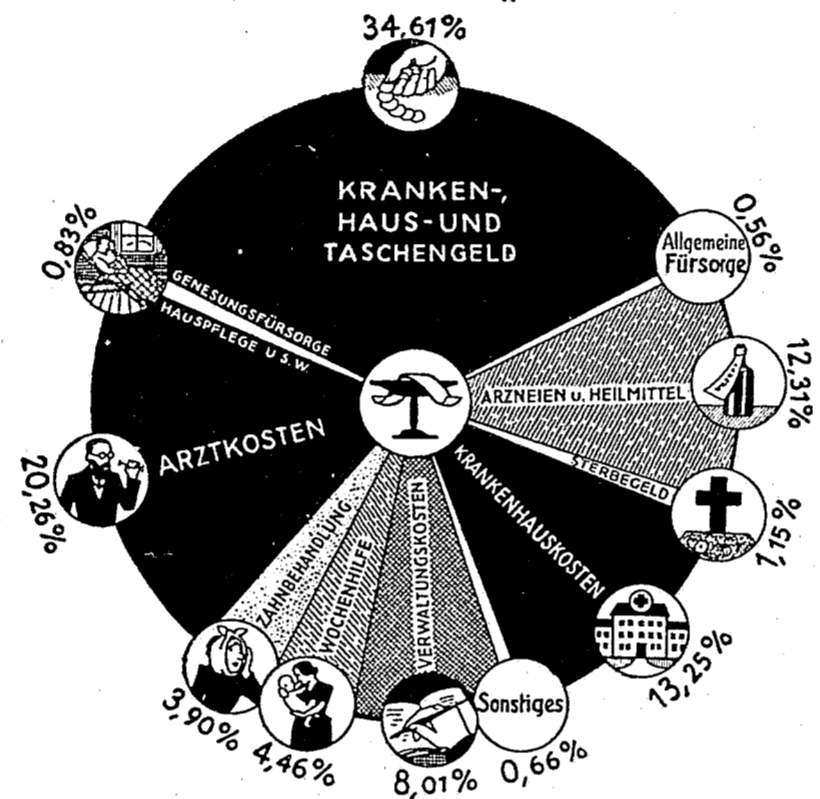 34,61%
KRANKEN-,
HAUS-UND
TASCHENGELD
0,56%
Allgemeine
Fürsorge
12,31%
ARZNEIEN u. HEILMITTEL
1,15%
STERBEGELD
13,25%
KRANKENHAUSKOSTEN
0,66%
Sonstiges
8,01%
VERWALTUNGSKOSTEN
4,46%
WOCHENHILFE
3,90%
ZAHNBEHANDLUNG
20,26%
ARZTKOSTEN
0,83%
GENESUNGSFÜRSORGE
HAUSPFLEGE U.S.W.